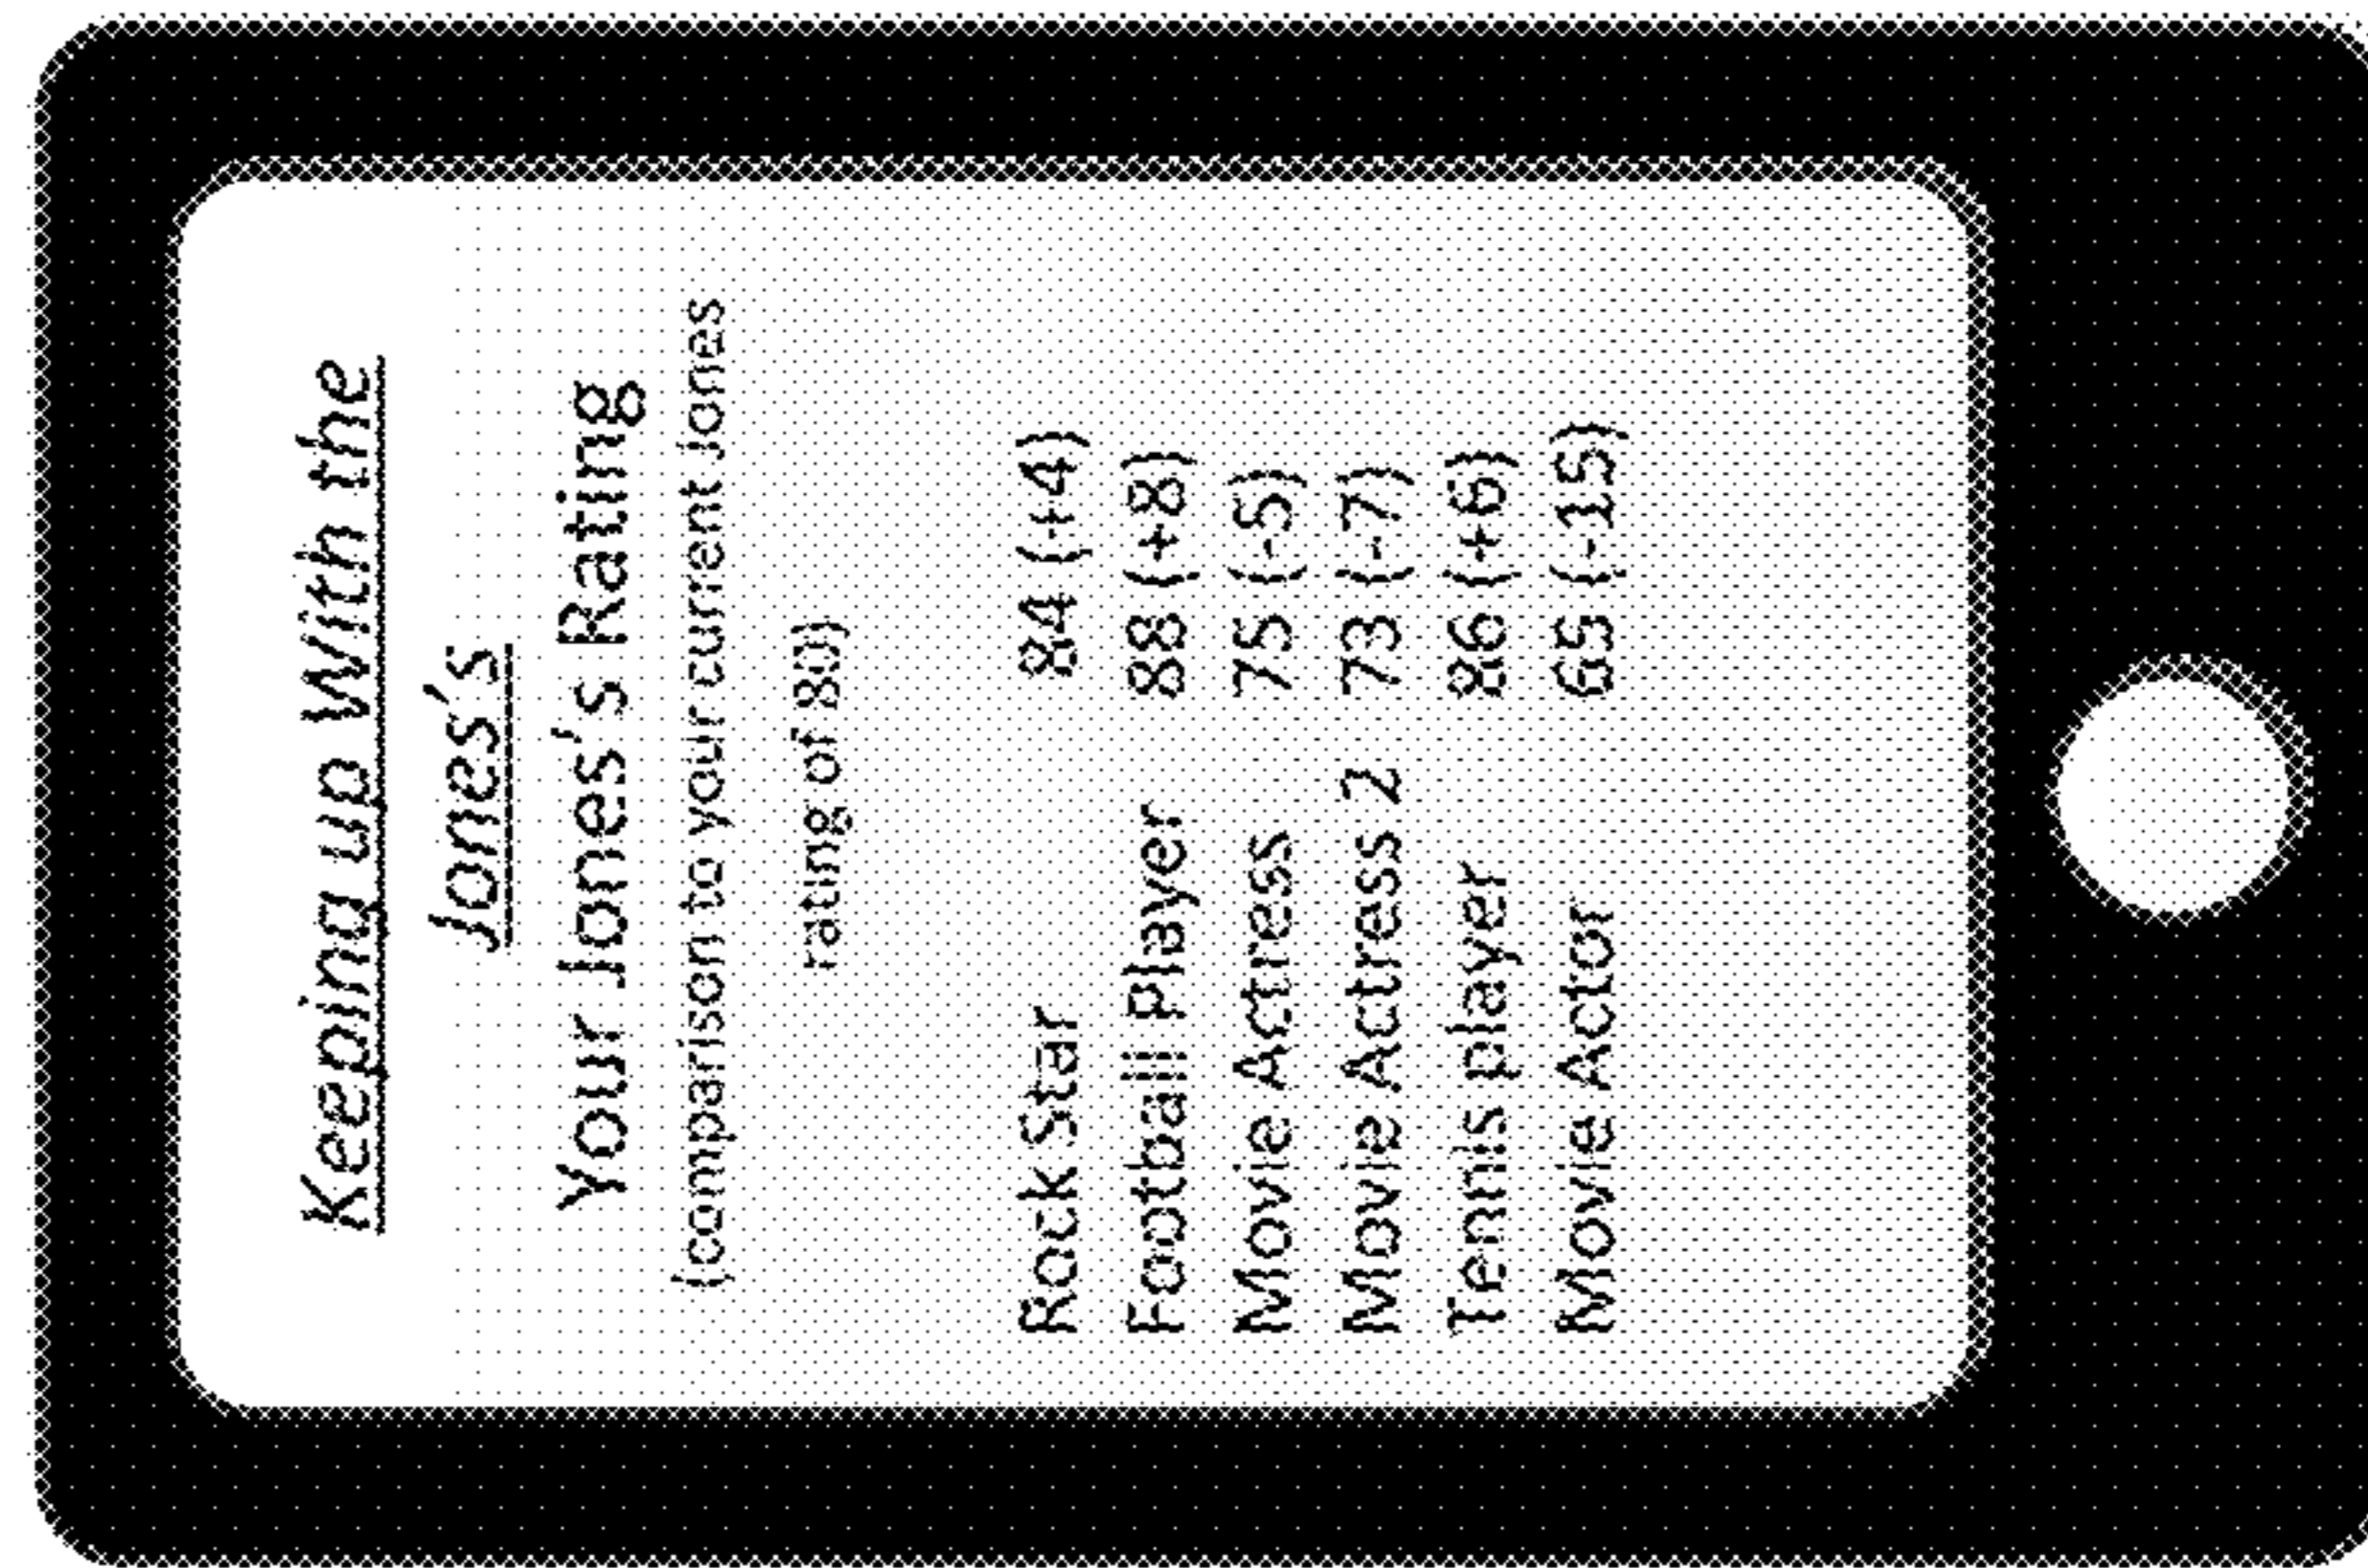 Keeping up With the
Jones's
Your Jones's Rating
(comparison to your current Jones
rating of 80)
Rock Star 84 (+4)
Football Player 88 (+8)
Movie Actress 75 (-5)
Movie Actress 2 73 (-7)
Tennis player 86 (+6)
Movie Actor 65 (-15)